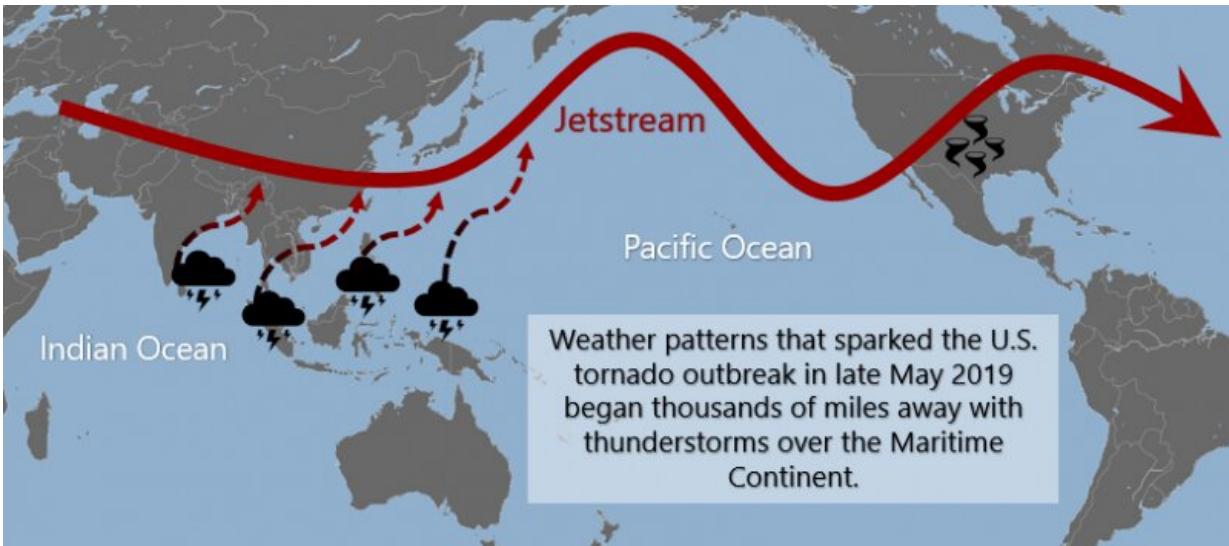 Jetstream
Pacific Ocean
Indian Ocean
Weather patterns that sparked the U.S.
tornado outbreak in late May 2019
began thousands of miles away with
thunderstorms over the Maritime
Continent.